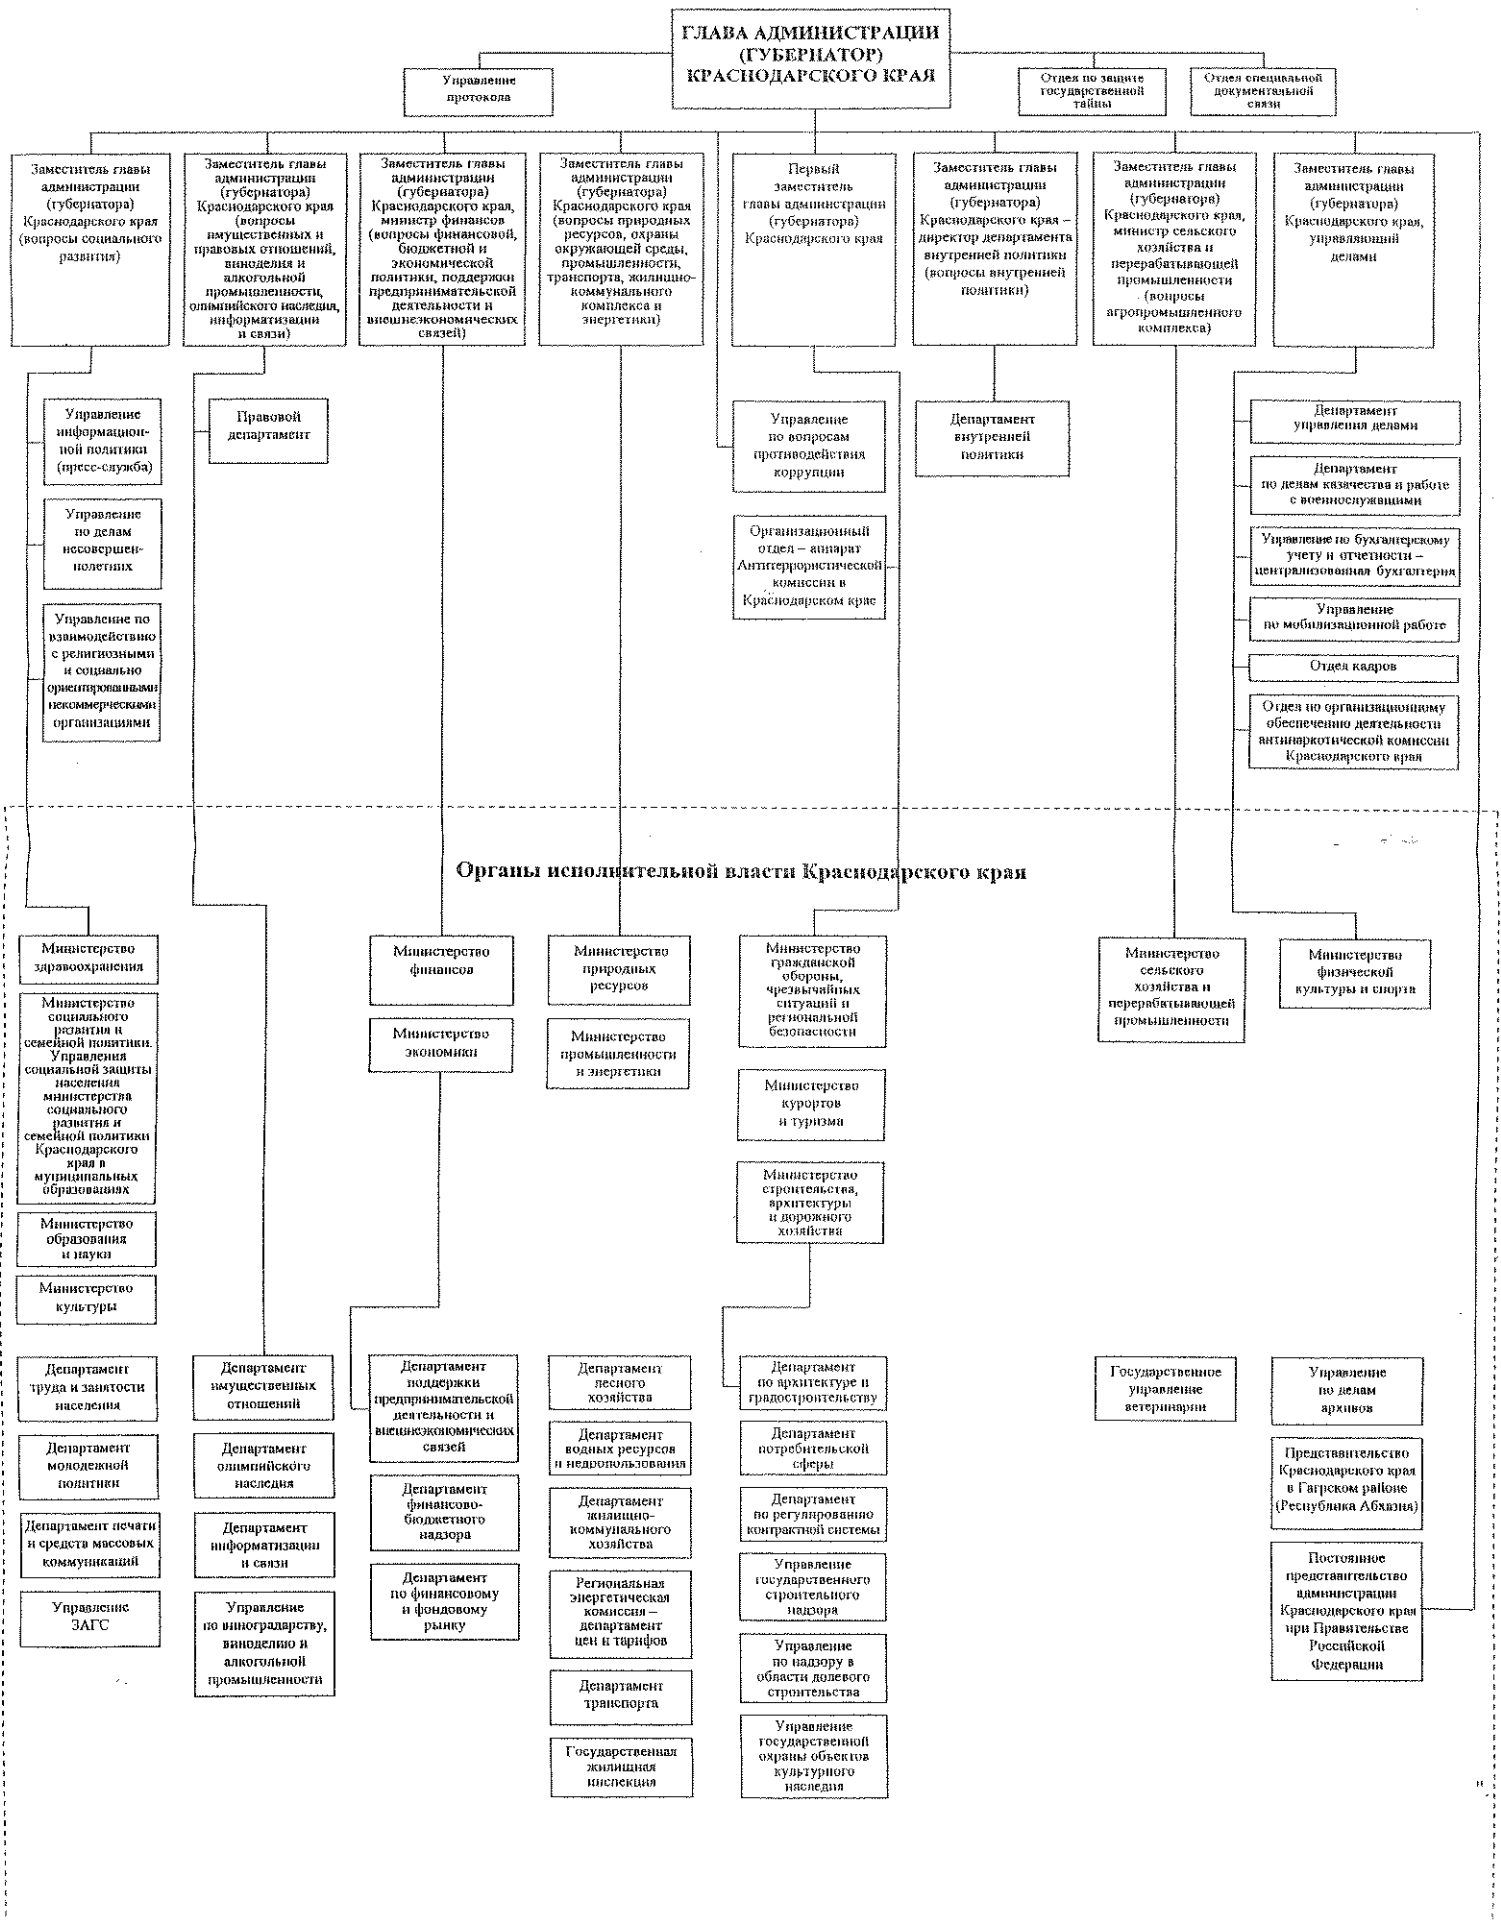 ГЛАВА АДМИНИСТРАЦИИ
(ГУБЕРНАТОР)
КРАСНОДАРСКОГО КРАЯ
Управление
протокола
Отдел по защите
государственной
тайны
Отдел специальной
документальной
связи
Заместитель главы
администрации
(губернатора)
Краснодарского края
(вопросы социального
развития)
Заместитель главы
администрации
(губернатора)
Краснодарского края
(вопросы
имущественных и
правовых отношений,
виноделия и
алкогольной
промышленности,
олимпийского наследия,
информатизации
и связи)
Заместитель главы
администрации
(губернатора)
Краснодарского края,
министр финансов
(вопросы финансовой,
бюджетной и
экономической
политики, поддержки
предпринимательской
деятельности и
внешнеэкономических
связей)
Заместитель главы
администрации
(губернатора)
Краснодарского края
(вопросы природных
ресурсов, охраны
окружающей среды,
промышленности,
транспорта, жилищно-
коммунального
комплекса и
энергетики)
Первый
заместитель
главы администрации
(губернатора)
Краснодарского края
Заместитель главы
администрации
(губернатора)
Краснодарского края –
директор департамента
внутренней политики
(вопросы внутренней
политики)
Заместитель главы
администрации
(губернатора)
Краснодарского края,
министр сельского
хозяйства и
перерабатывающей
промышленности
(вопросы
агропромышленного
комплекса)
Заместитель главы
администрации
(губернатора)
Краснодарского края,
управляющий
делами
Управление
информацион-
ной политики
(пресс-служба)
Управление
по делам
несовершен-
нолетних
Управление по
взаимодействию
с религиозными
и социально
ориентированными
некоммерческими
организациями
Правовой
департамент
Управление
по вопросам
противодействия
коррупции
Организационный
отдел – аппарат
Антитеррористической
комиссии в
Краснодарском крае
Департамент
внутренней
политики
Департамент
управления делами
Департамент
по делам казачества и работе
с военнослужащими
Управление по бухгалтерскому
учету и отчетности –
централизованная бухгалтерия
Управление
по мобилизационной работе
Отдел кадров
Отдел по организационному
обеспечению деятельности
антинаркотической комиссии
Краснодарского края
Органы исполнительной власти Краснодарского края
Министерство
здравоохранения
Министерство
социального
развития и
семейной политики.
Управления
социальной защиты
населения
министерства
социального
развития и
семейной политики
Краснодарского
края в
муниципальных
образованиях
Министерство
образования
и науки
Министерство
культуры
Министерство
финансов
Министерство
экономики
Министерство
природных
ресурсов
Министерство
промышленности
и энергетики
Министерство
гражданской
обороны,
чрезвычайных
ситуаций и
региональной
безопасности
Министерство
курортов
и туризма
Министерство
строительства,
архитектуры
и дорожного
хозяйства
Министерство
сельского
хозяйства и
перерабатывающей
промышленности
Министерство
физической
культуры и спорта
Департамент
труда и занятости
населения
Департамент
молодежной
политики
Департамент печати
и средств массовых
коммуникаций
Управление
ЗАГС
Департамент
имущественных
отношений
Департамент
олимпийского
наследия
Департамент
информатизации
и связи
Управление
по виноградарству,
виноделию и
алкогольной
промышленности
Департамент
поддержки
предпринимательской
деятельности и
внешнеэкономических
связей
Департамент
финансово-
бюджетного
надзора
Департамент
по финансовому
и фондовому
рынку
Департамент
лесного
хозяйства
Департамент
водных ресурсов
и недропользования
Департамент
жилищно-
коммунального
хозяйства
Региональная
энергетическая
комиссия –
департамент
цен и тарифов
Департамент
транспорта
Государственная
жилищная
инспекция
Департамент
по архитектуре и
градостроительству
Департамент
потребительской
сферы
Департамент
по регулированию
контрактной системы
Управление
государственного
строительного
надзора
Управление
по надзору в
области долевого
строительства
Управление
государственной
охраны объектов
культурного
наследия
Государственное
управление
ветеринарии
Управление
по делам
архивов
Представительство
Краснодарского края
в Гагрском районе
(Республика Абхазия)
Постоянное
представительство
администрации
Краснодарского края
при Правительстве
Российской
Федерации